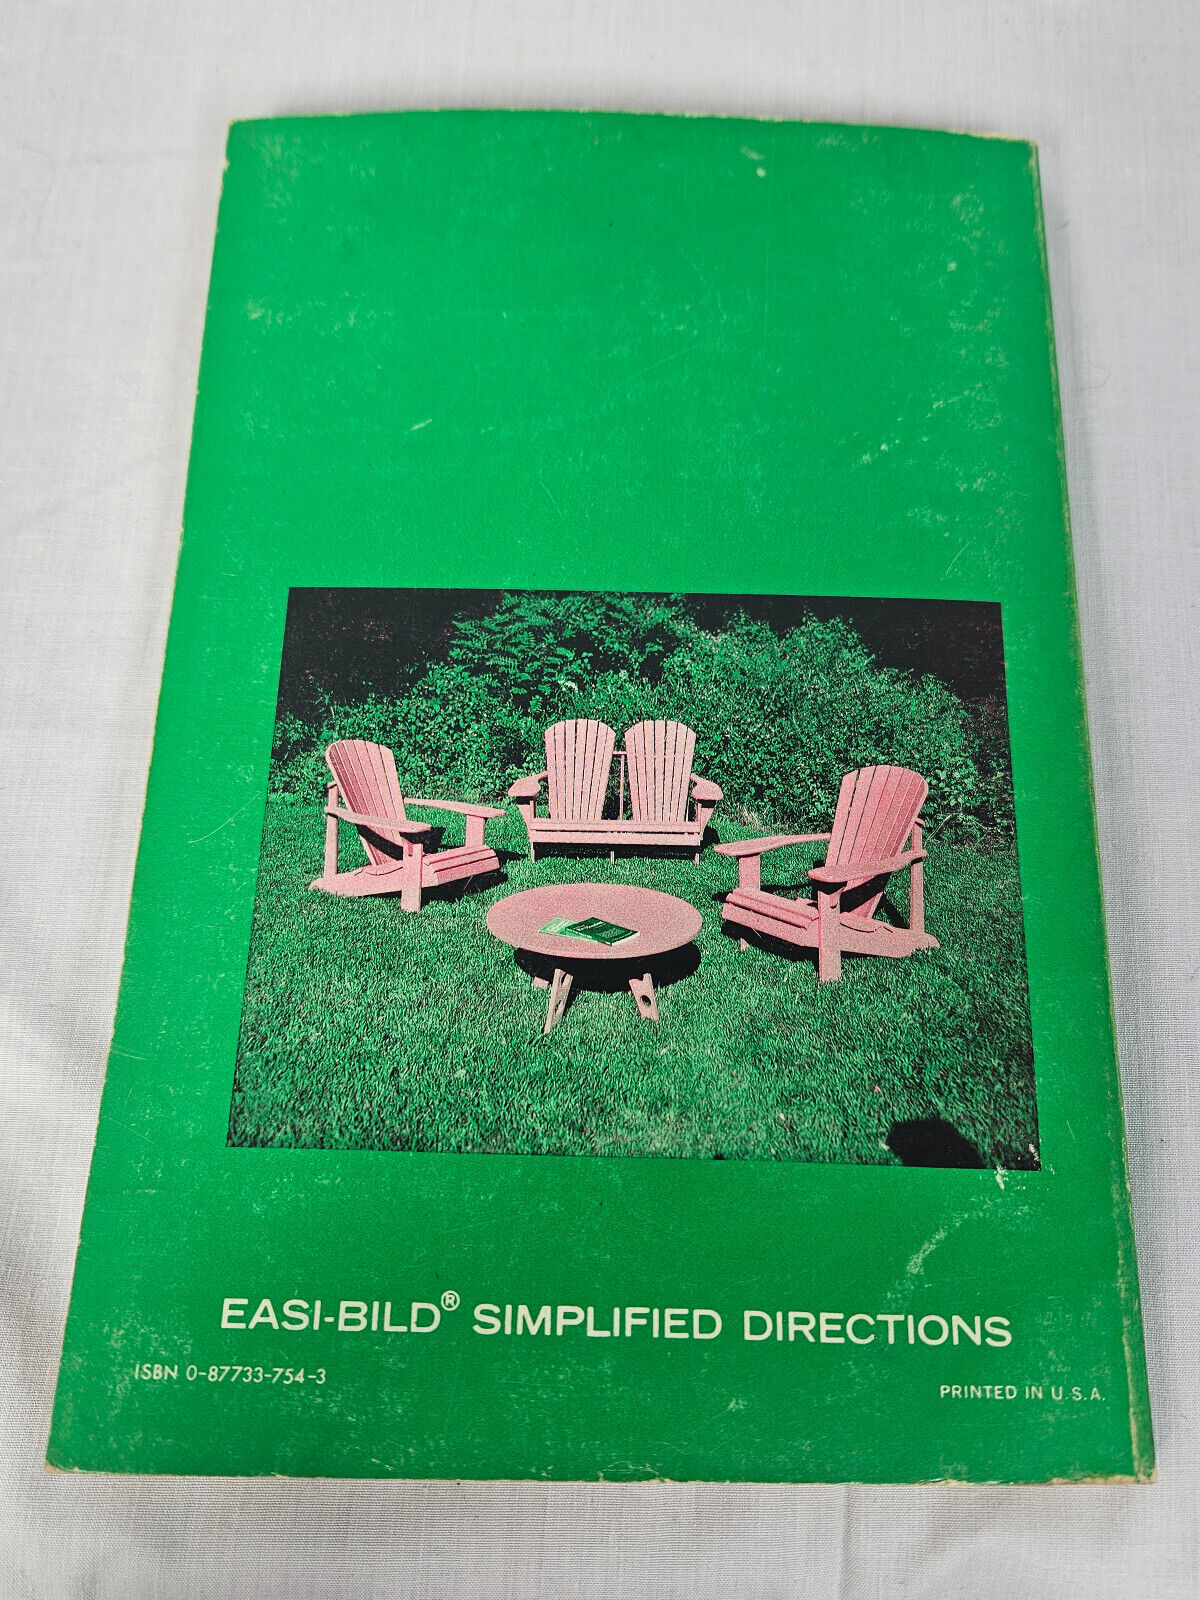 EASI-BILD® SIMPLIFIED DIRECTIONS
ISBN 0-87733-754-3
PRINTED IN U.S.A.